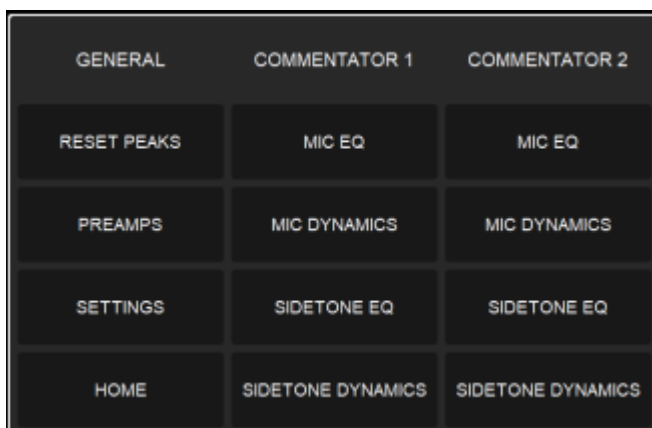 GENERAL COMMENTATOR 1 COMMENTATOR 2
RESET PEAKS MIC EQ MIC EQ
PREAMPS MIC DYNAMICS MIC DYNAMICS
SETTINGS SIDETONE EQ SIDETONE EQ
HOME SIDETONE DYNAMICS SIDETONE DYNAMICS